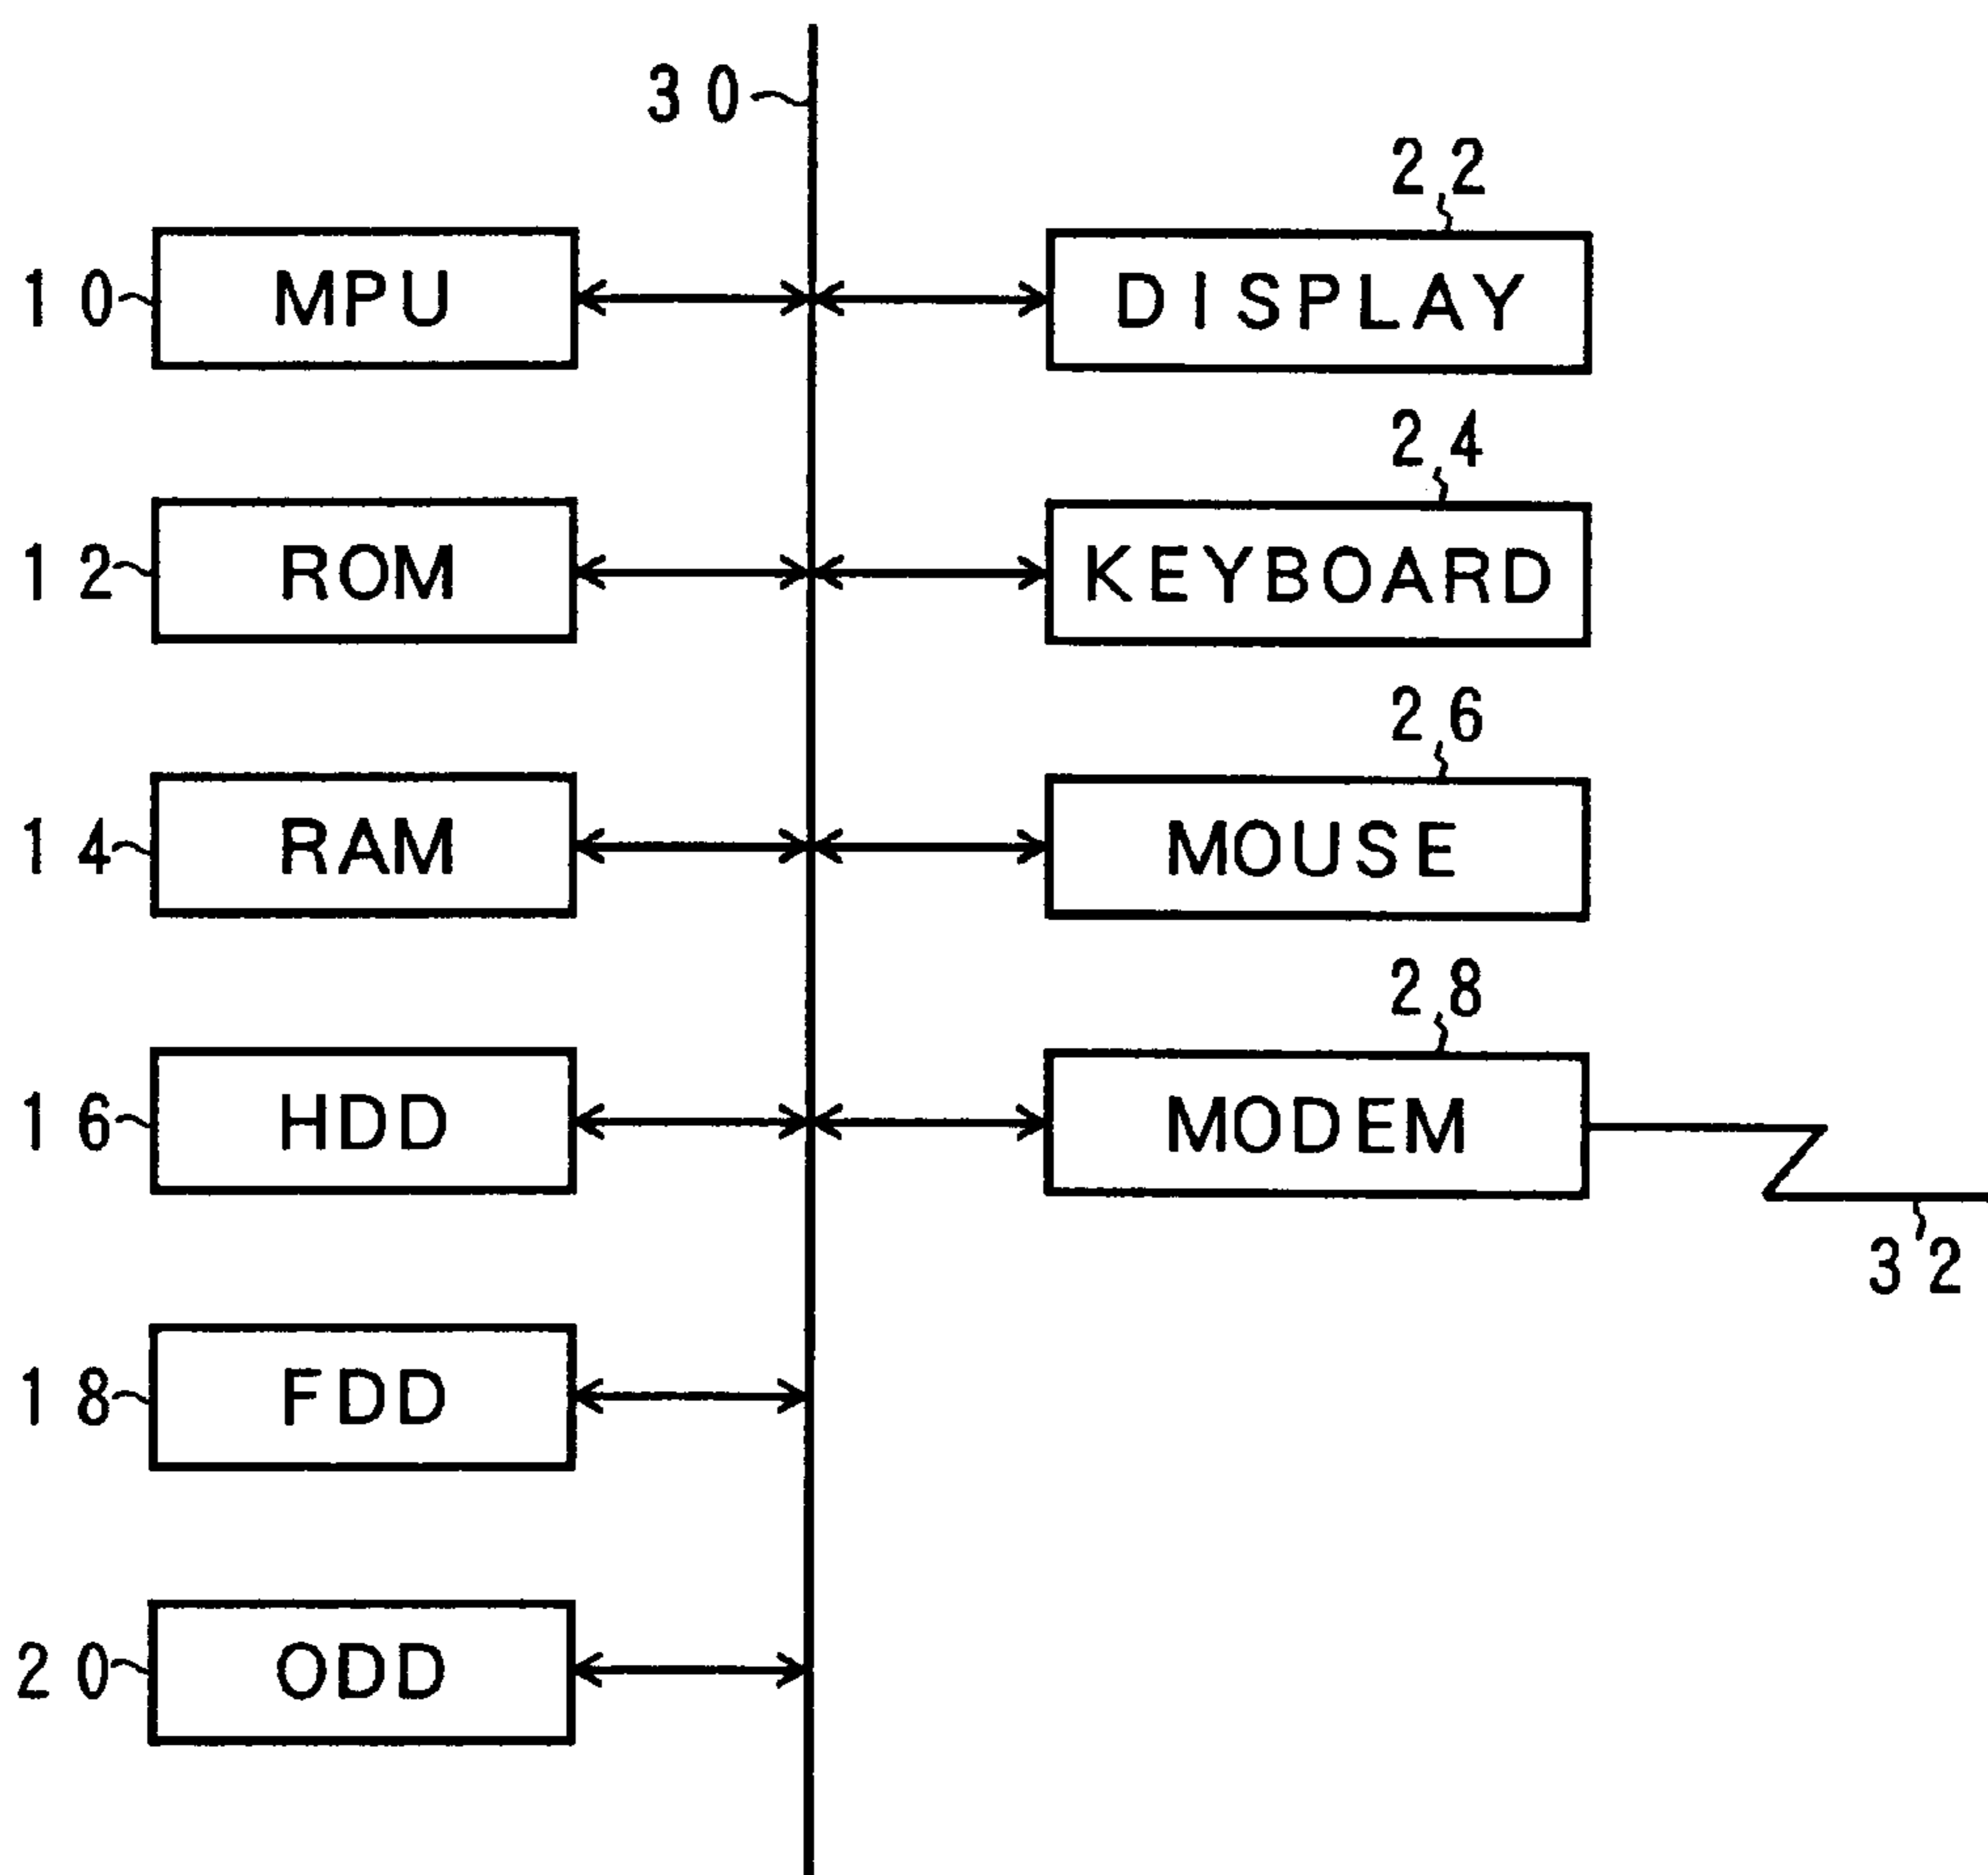 30
22
10 MPU
DISPLAY
24
12 ROM
KEYBOARD
26
14 RAM
MOUSE
28
16 HDD
MODEM
32
18 FDD
20 ODD